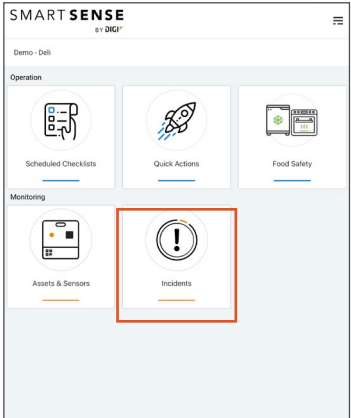 SMARTSENSE
BY DIGI
Demo - Deli
Operation
Scheduled Checklists
Quick Actions
Food Safety
Monitoring
Assets & Sensors
Incidents